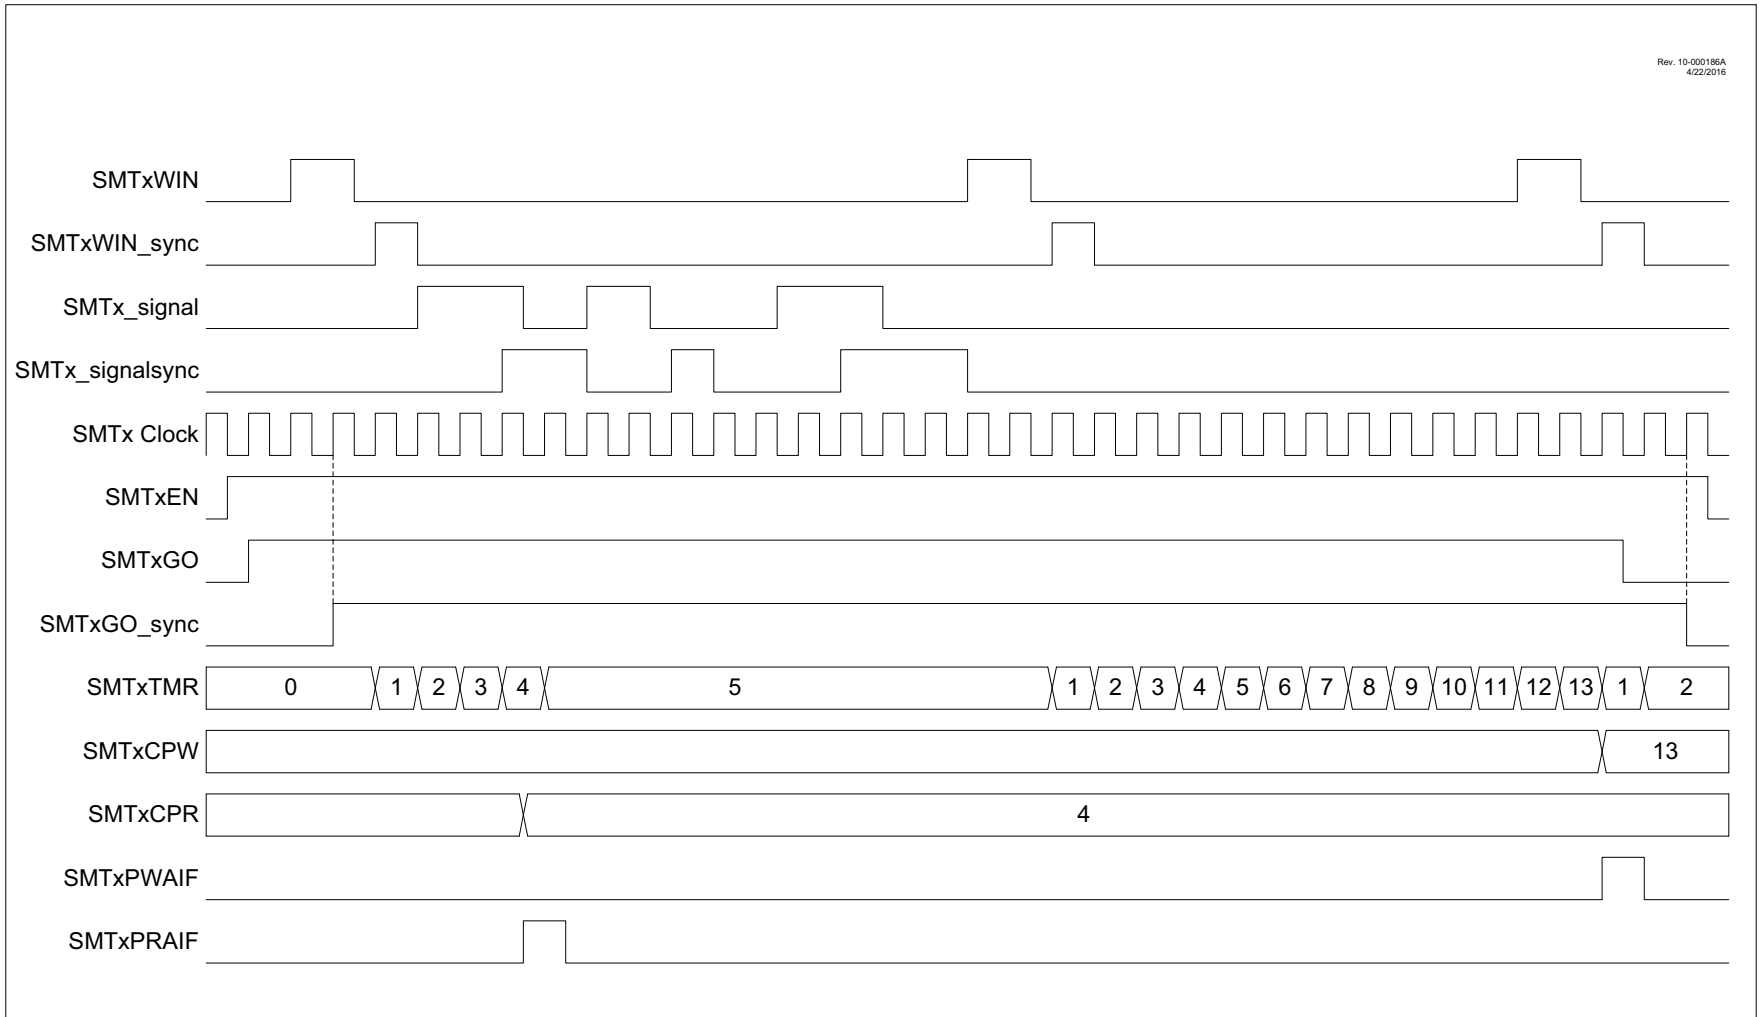 Rev. 10-000186A
4/22/2016
SMTxWIN
SMTxWIN_sync
SMTx_signal
SMTx_signalsync
SMTx Clock
SMTxEN
SMTxGO
SMTxGO_sync
SMTxTMR 0 1 2 3 4 5 1 2 3 4 5 6 7 8 9 10 11 12 13 1 2
SMTxCPW 13
SMTxCPR 4
SMTxPWAIF
SMTxPRAIF